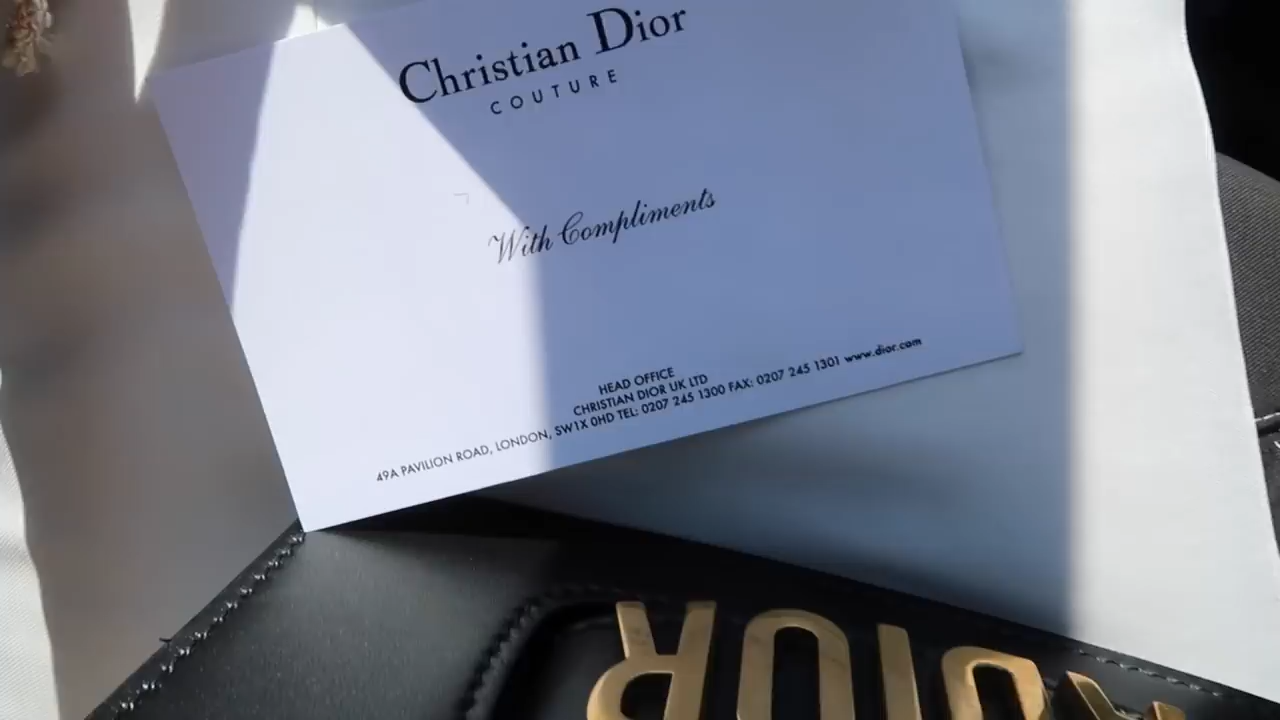 Christian Dior
COUTURE
With Compliments
HEAD OFFICE
CHRISTIAN DIOR UK LTD
49A PAVILION ROAD, LONDON, SW1X 0HD TEL: 0207 245 1300 FAX: 0207 245 1301 www.dior.com
J'ADIOR